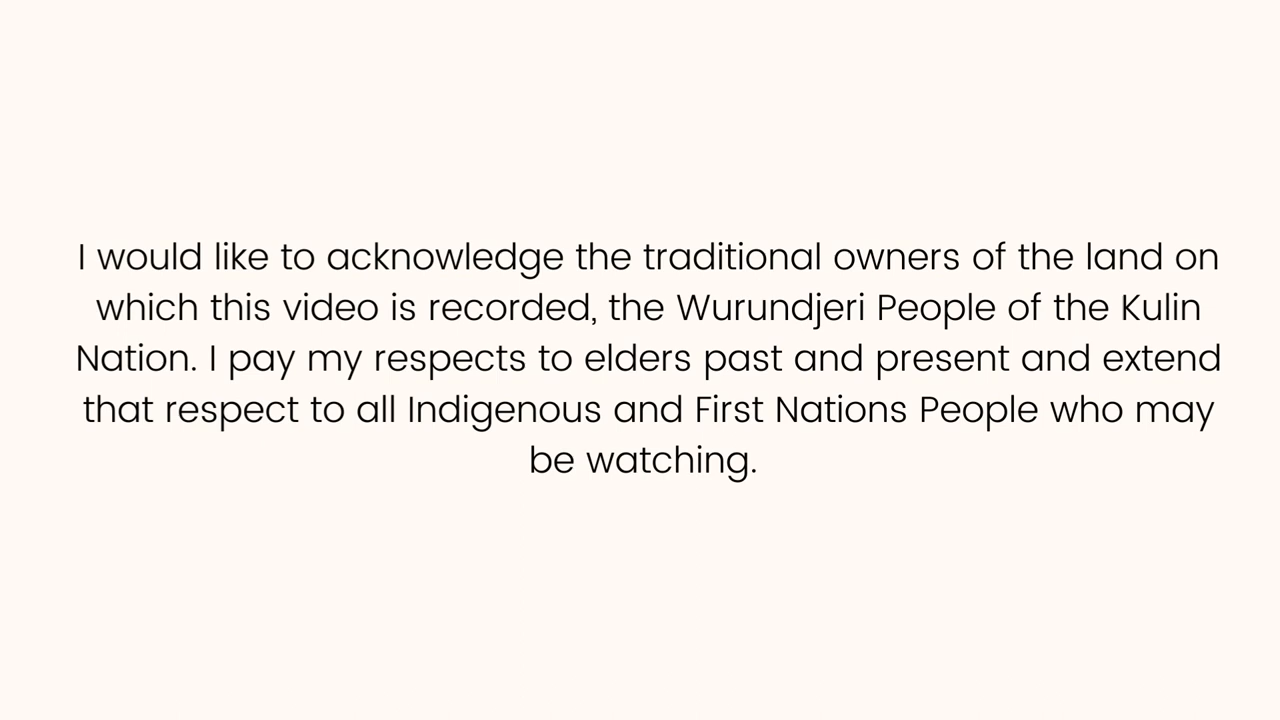 I would like to acknowledge the traditional owners of the land on
which this video is recorded, the Wurundjeri People of the Kulin
Nation. I pay my respects to elders past and present and extend
that respect to all Indigenous and First Nations People who may
be watching.